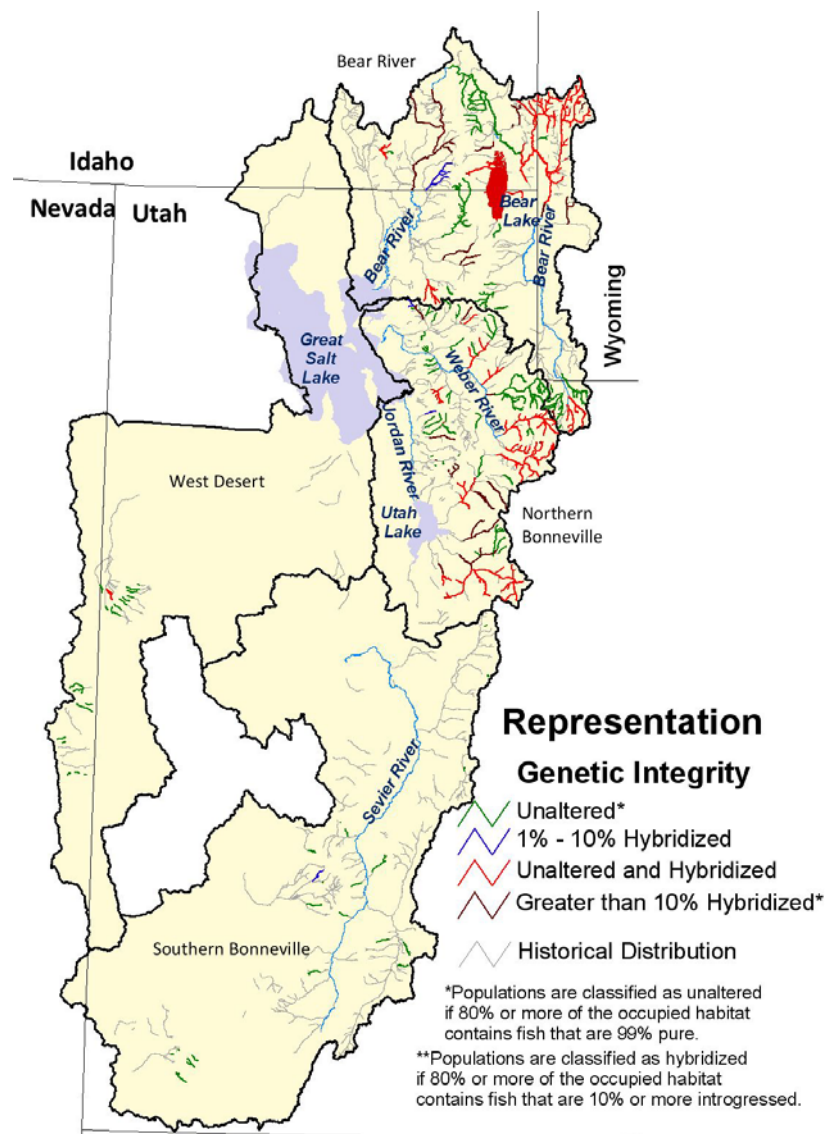 Bear River
Idaho
Nevada
Utah
Bear
Lake
Bear River
Bear River
Wyoming
Great
Salt
Lake
Weber River
Jordan River
West Desert
Utah
Lake
Northern
Bonneville
Sevier River
Southern Bonneville
Representation
Genetic Integrity
Unaltered*
1% - 10% Hybridized
Unaltered and Hybridized
Greater than 10% Hybridized*
Historical Distribution
*Populations are classified as unaltered
if 80% or more of the occupied habitat
contains fish that are 99% pure.
**Populations are classified as hybridized
if 80% or more of the occupied habitat
contains fish that are 10% or more introgressed.